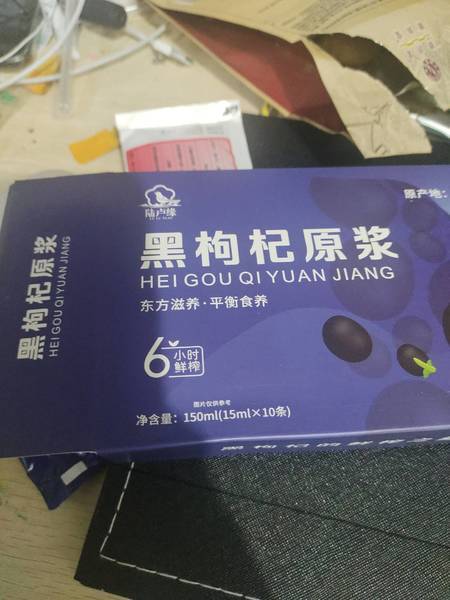 陆卢缘
原产地:
黑枸杞原浆
HEI GOU QI YUAN JIANG
东方滋养·平衡食养
6小时
鲜榨
图片仅供参考
净含量: 150ml(15ml×10条)
黑枸杞原浆
HEI GOU QI YUAN JIANG